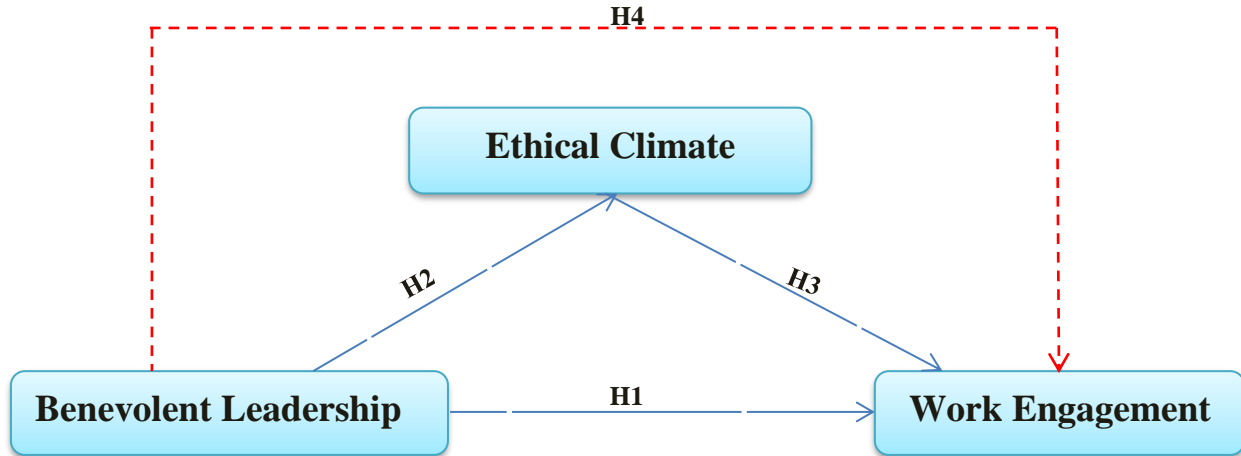 H4
Ethical Climate
H2
H3
Benevolent Leadership
H1
Work Engagement